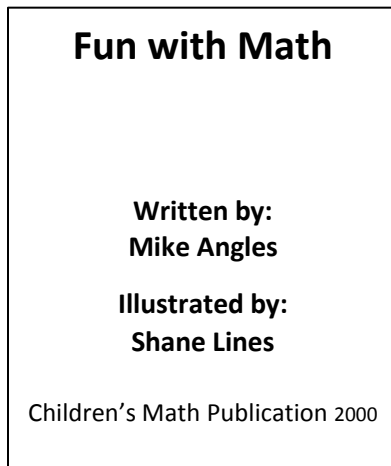 Fun with Math
Written by:
Mike Angles
Illustrated by:
Shane Lines
Children’s Math Publication 2000